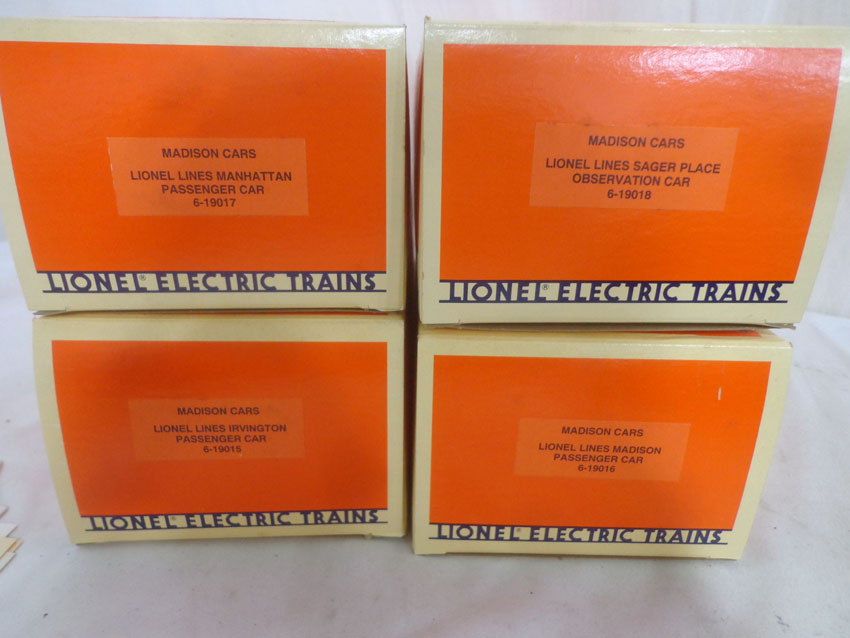 MADISON CARS
LIONEL LINES MANHATTAN
PASSENGER CAR
6-19017
LIONEL® ELECTRIC TRAINS
MADISON CARS
LIONEL LINES SAGER PLACE
OBSERVATION CAR
6-19018
LIONEL® ELECTRIC TRAINS
MADISON CARS
LIONEL LINES IRVINGTON
PASSENGER CAR
6-19015
LIONEL® ELECTRIC TRAINS
MADISON CARS
LIONEL LINES MADISON
PASSENGER CAR
6-19016
LIONEL® ELECTRIC TRAINS